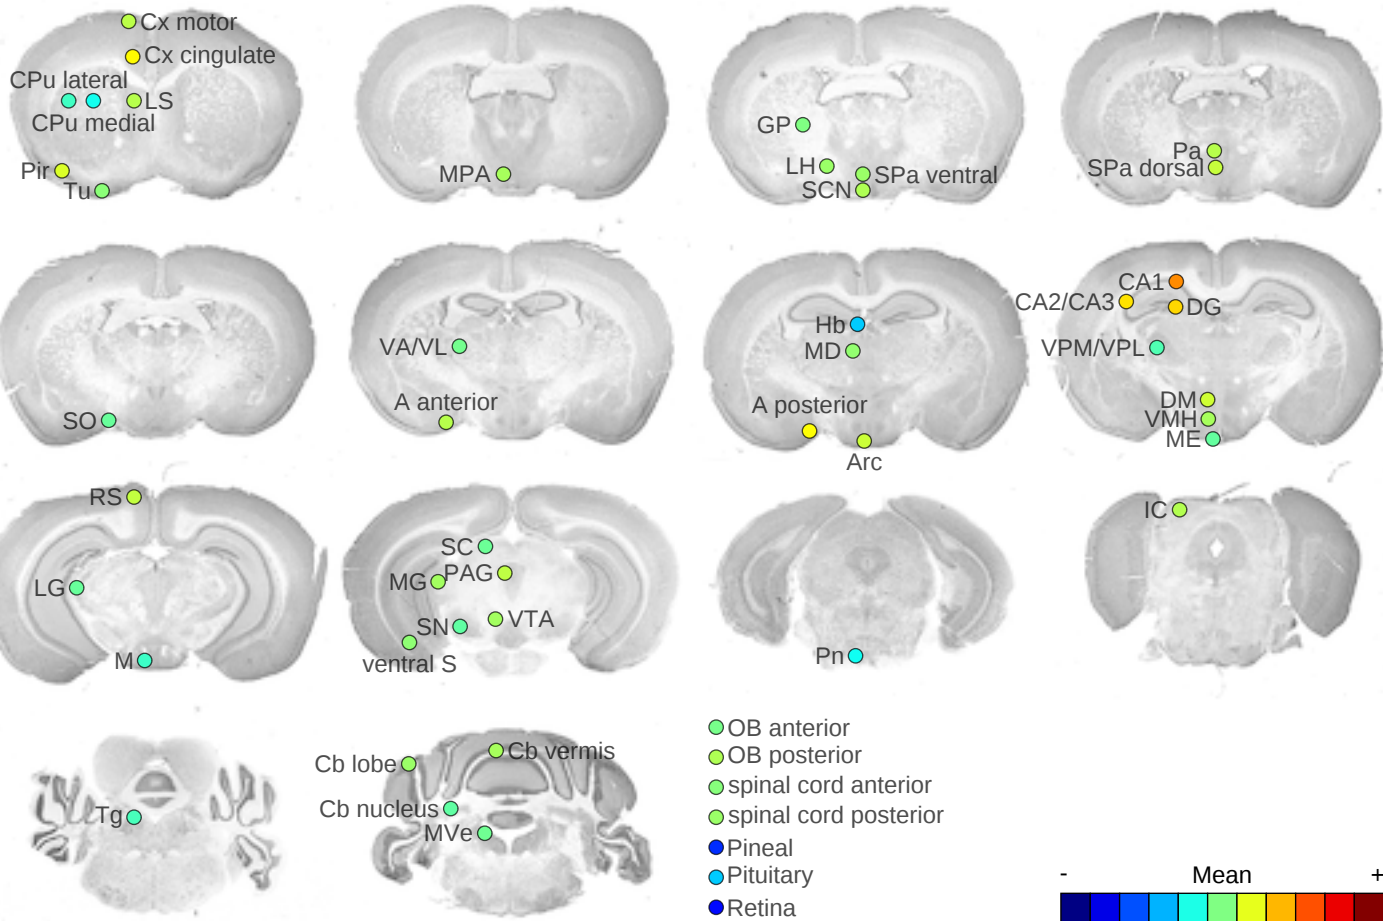 Cx motor
Cx cingulate
CPu lateral
LS
CPu medial
Pir
Tu
MPA
GP
LH
SPa ventral
SCN
Pa
SPa dorsal
SO
VA/VL
A anterior
Hb
MD
A posterior
Arc
CA1
CA2/CA3
DG
VPM/VPL
DM
VMH
ME
RS
LG
M
SC
MG
PAG
SN
VTA
ventral S
Pn
IC
Tg
Cb lobe
Cb vermis
Cb nucleus
MVe
OB anterior
OB posterior
spinal cord anterior
spinal cord posterior
Pineal
Pituitary
Retina
- Mean +